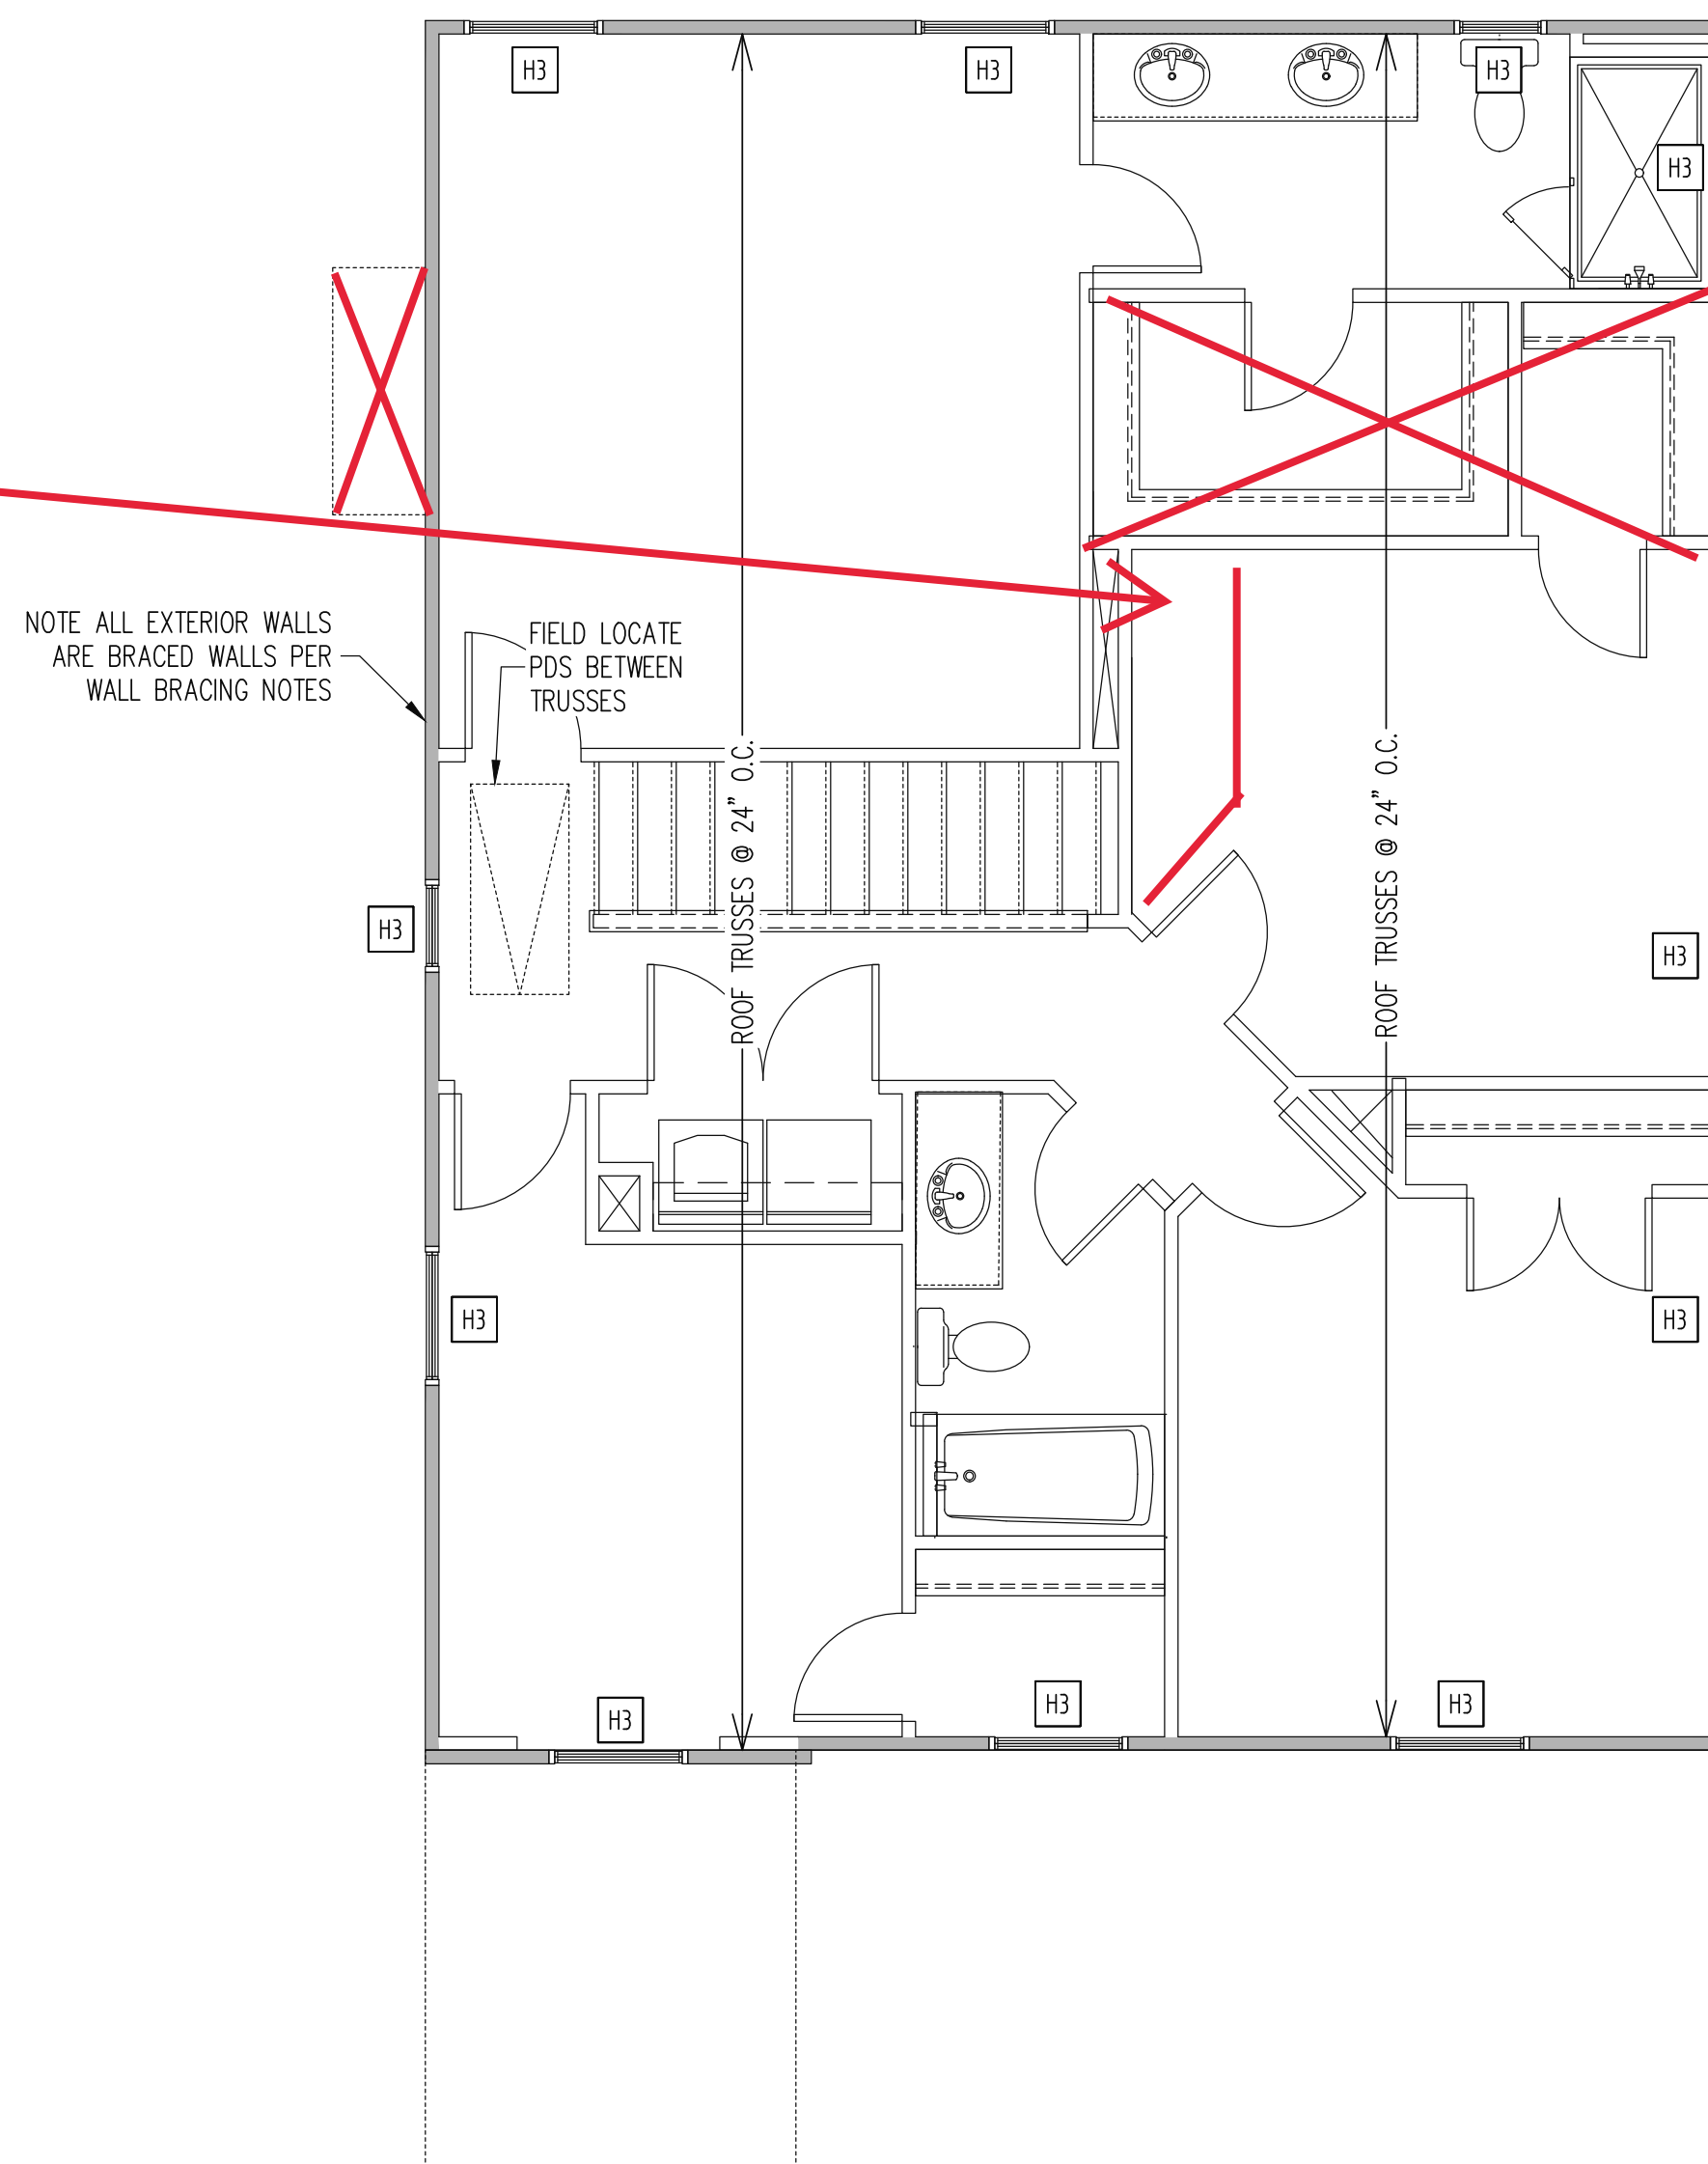 H3
H3
H3
H3
NOTE ALL EXTERIOR WALLS
ARE BRACED WALLS PER
WALL BRACING NOTES
FIELD LOCATE
PDS BETWEEN
TRUSSES
ROOF TRUSSES @ 24" O.C.
ROOF TRUSSES @ 24" O.C.
H3
H3
H3
H3
H3
H3
H3